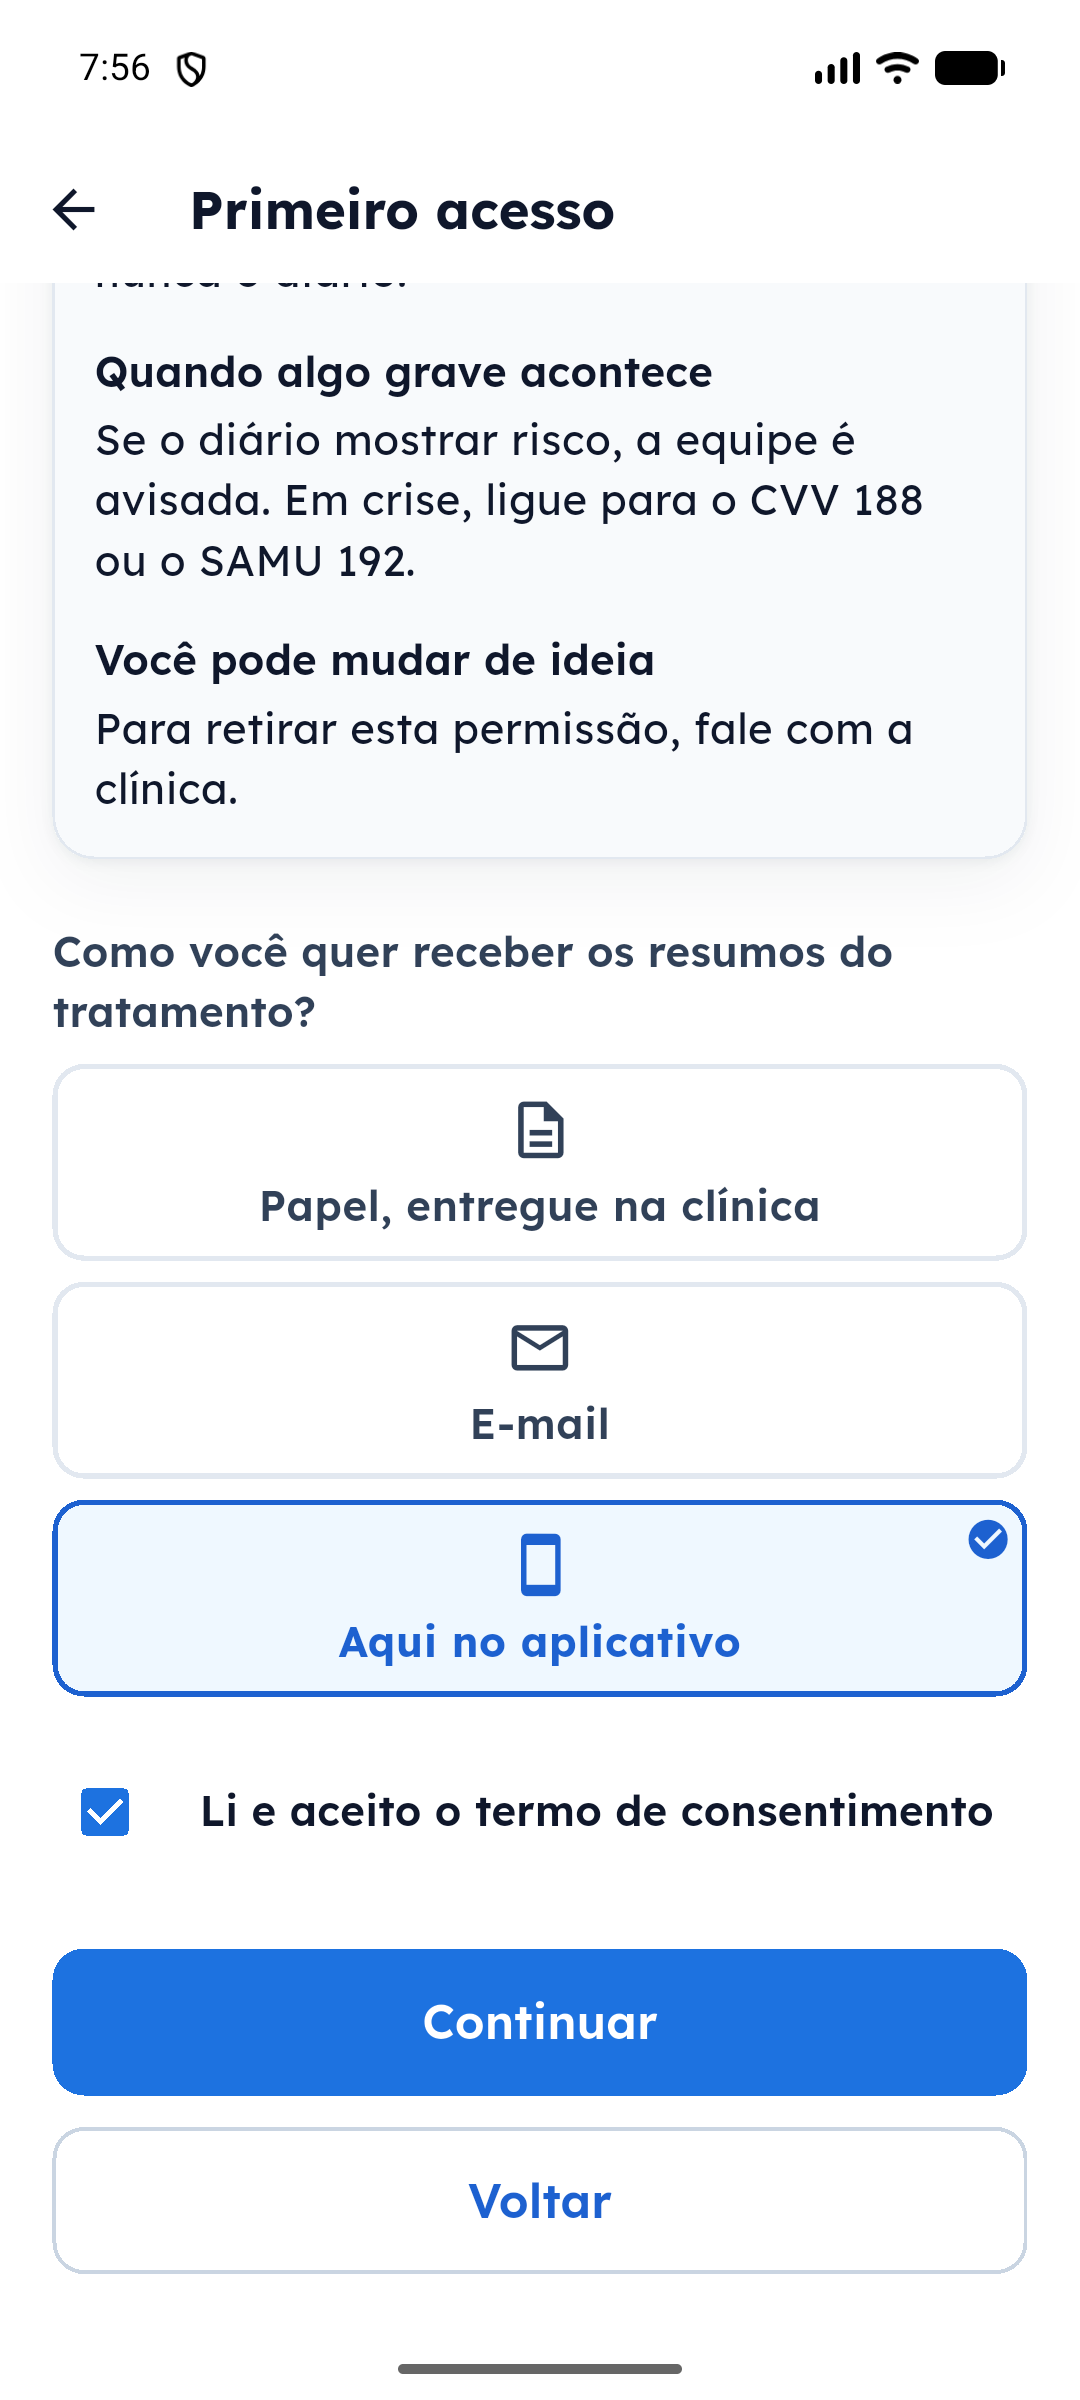 7:56
Primeiro acesso
Quando algo grave acontece
Se o diário mostrar risco, a equipe é
avisada. Em crise, ligue para o CVV 188
ou o SAMU 192.
Você pode mudar de ideia
Para retirar esta permissão, fale com a
clínica.
Como você quer receber os resumos do
tratamento?
Papel, entregue na clínica
E-mail
Aqui no aplicativo
Li e aceito o termo de consentimento
Continuar
Voltar